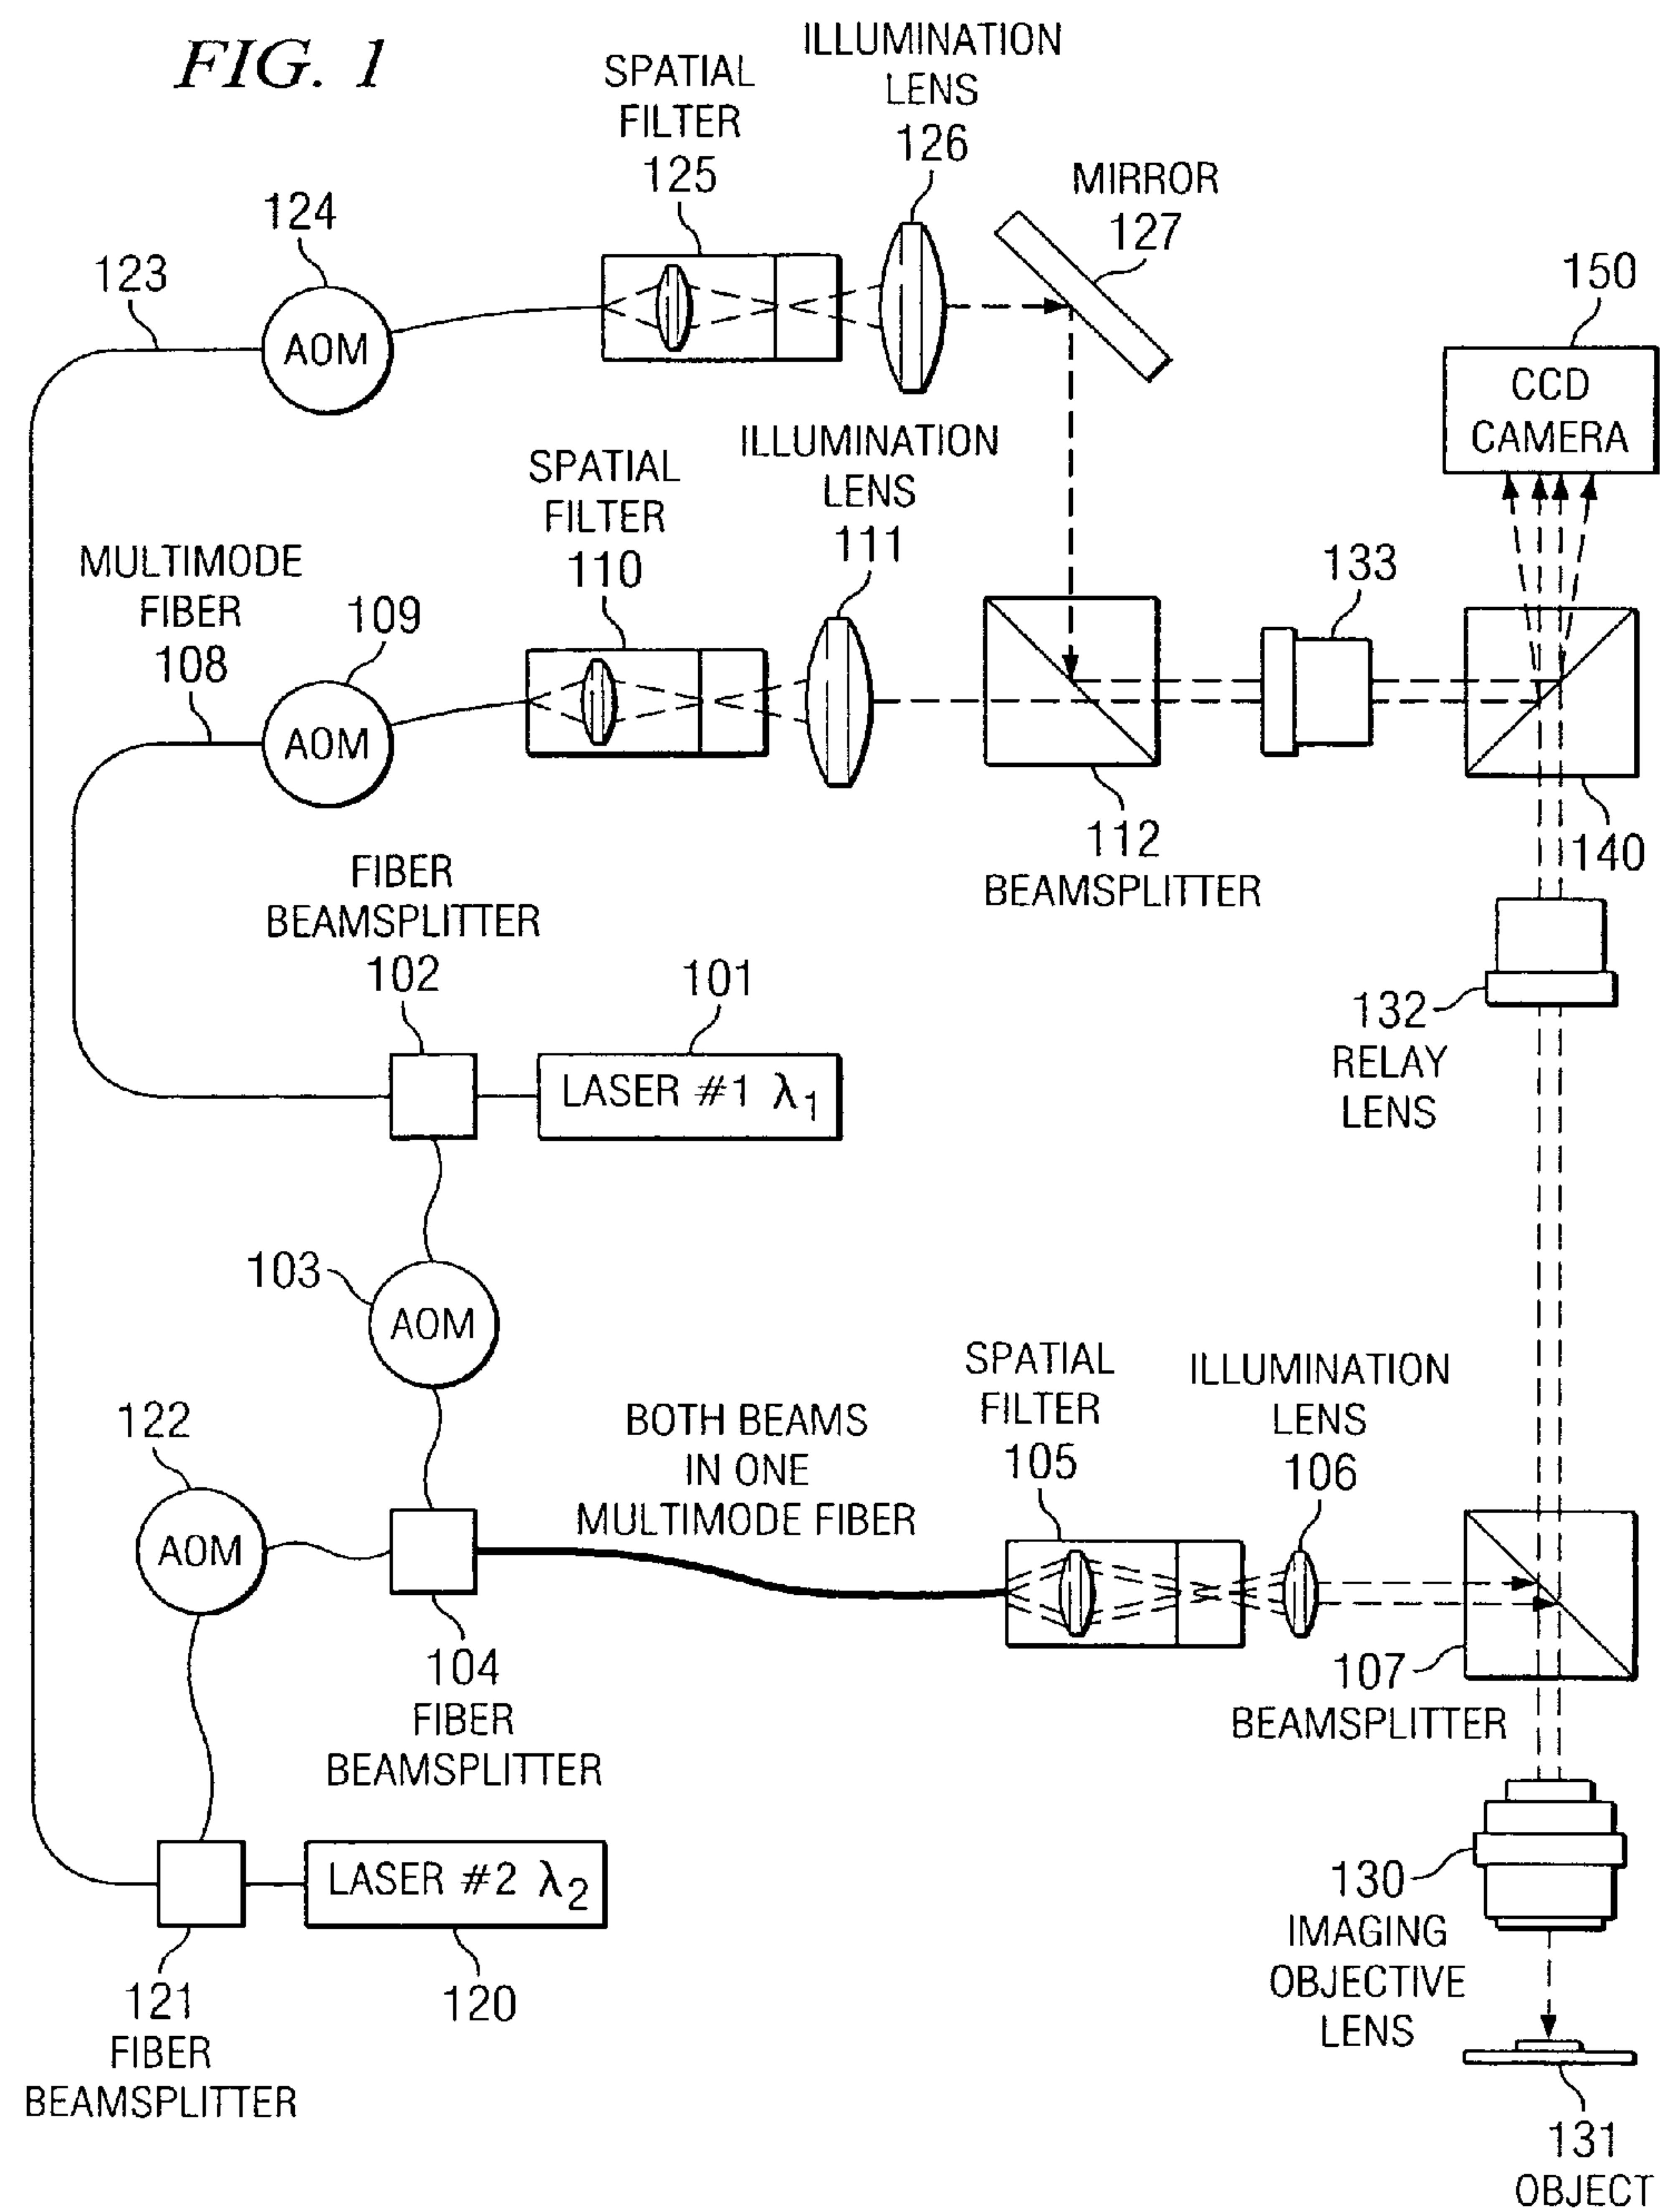 FIG. 1
SPATIAL
FILTER
125
ILLUMINATION
LENS
126
MIRROR
127
124
123
AOM
150
CCD
CAMERA
SPATIAL
FILTER
110
ILLUMINATION
LENS
111
MULTIMODE
FIBER
108
109
AOM
133
112
BEAMSPLITTER
140
FIBER
BEAMSPLITTER
102
101
LASER #1 λ1
132
RELAY
LENS
103
AOM
122
AOM
BOTH BEAMS
IN ONE
MULTIMODE FIBER
SPATIAL
FILTER
105
ILLUMINATION
LENS
106
104
FIBER
BEAMSPLITTER
107
BEAMSPLITTER
LASER #2 λ2
121
FIBER
BEAMSPLITTER
120
130
IMAGING
OBJECTIVE
LENS
131
OBJECT